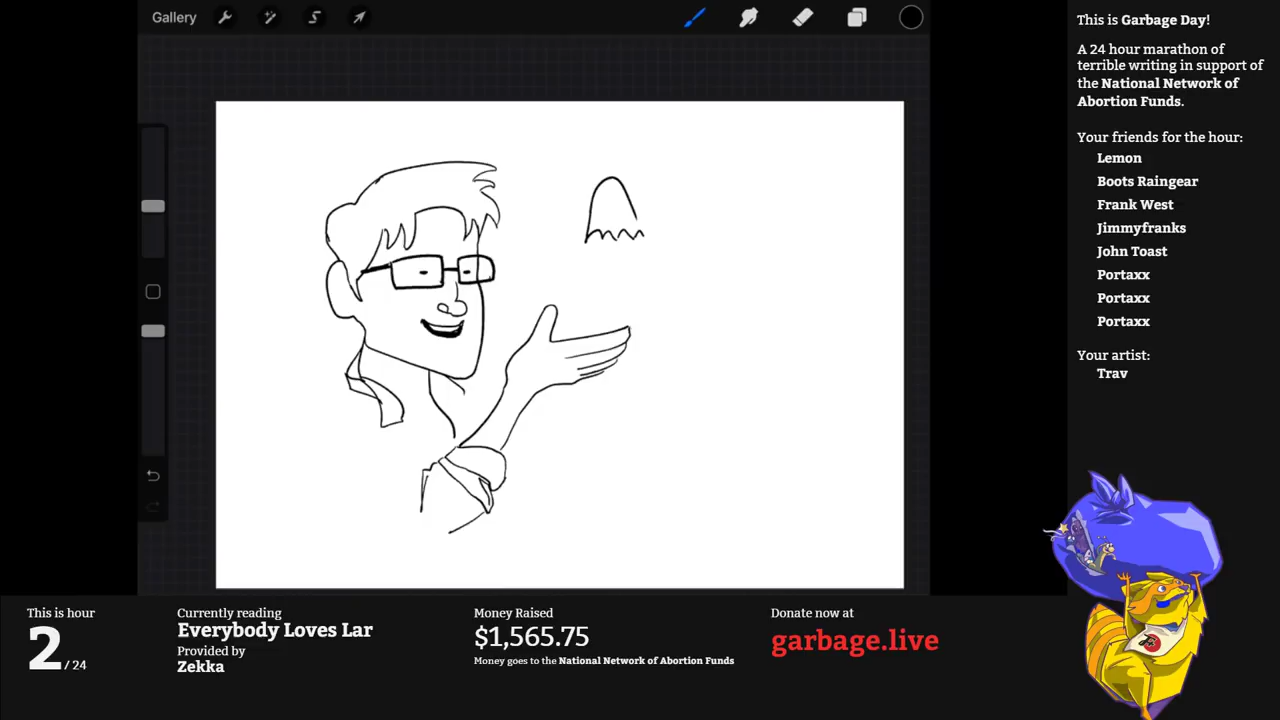 Gallery
This is Garbage Day!
A 24 hour marathon of
terrible writing in support of
the National Network of
Abortion Funds.
Your friends for the hour:
Lemon
Boots Raingear
Frank West
Jimmyfranks
John Toast
Portaxx
Portaxx
Portaxx
Your artist:
Trav
This is hour
2 / 24
Currently reading
Everybody Loves Lar
Provided by
Zekka
Money Raised
$1,565.75
Money goes to the National Network of Abortion Funds
Donate now at
garbage.live